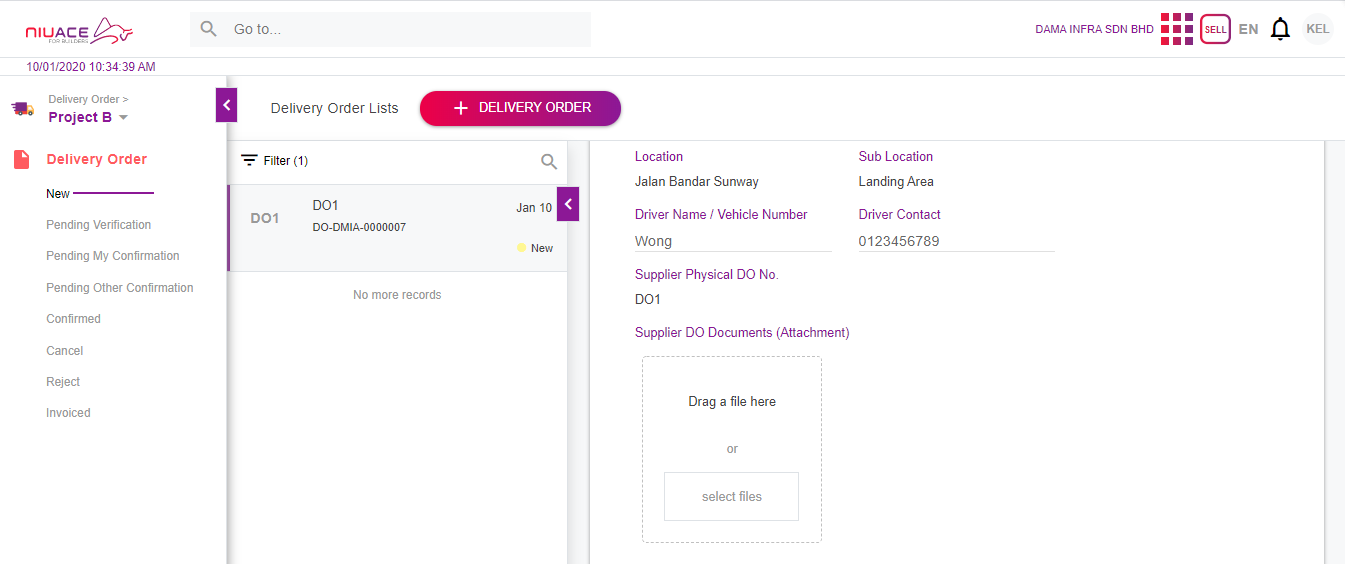 NIUACE
FOR BUILDERS
Go to...
DAMA INFRA SDN BHD
SELL
EN
KEL
10/01/2020 10:34:39 AM
Delivery Order >
Project B
Delivery Order
New
Pending Verification
Pending My Confirmation
Pending Other Confirmation
Confirmed
Cancel
Reject
Invoiced
Delivery Order Lists
+ DELIVERY ORDER
Filter (1)
DO1
DO1
Jan 10
DO-DMIA-0000007
New
No more records
Location
Sub Location
Jalan Bandar Sunway
Landing Area
Driver Name / Vehicle Number
Driver Contact
Wong
0123456789
Supplier Physical DO No.
DO1
Supplier DO Documents (Attachment)
Drag a file here
or
select files